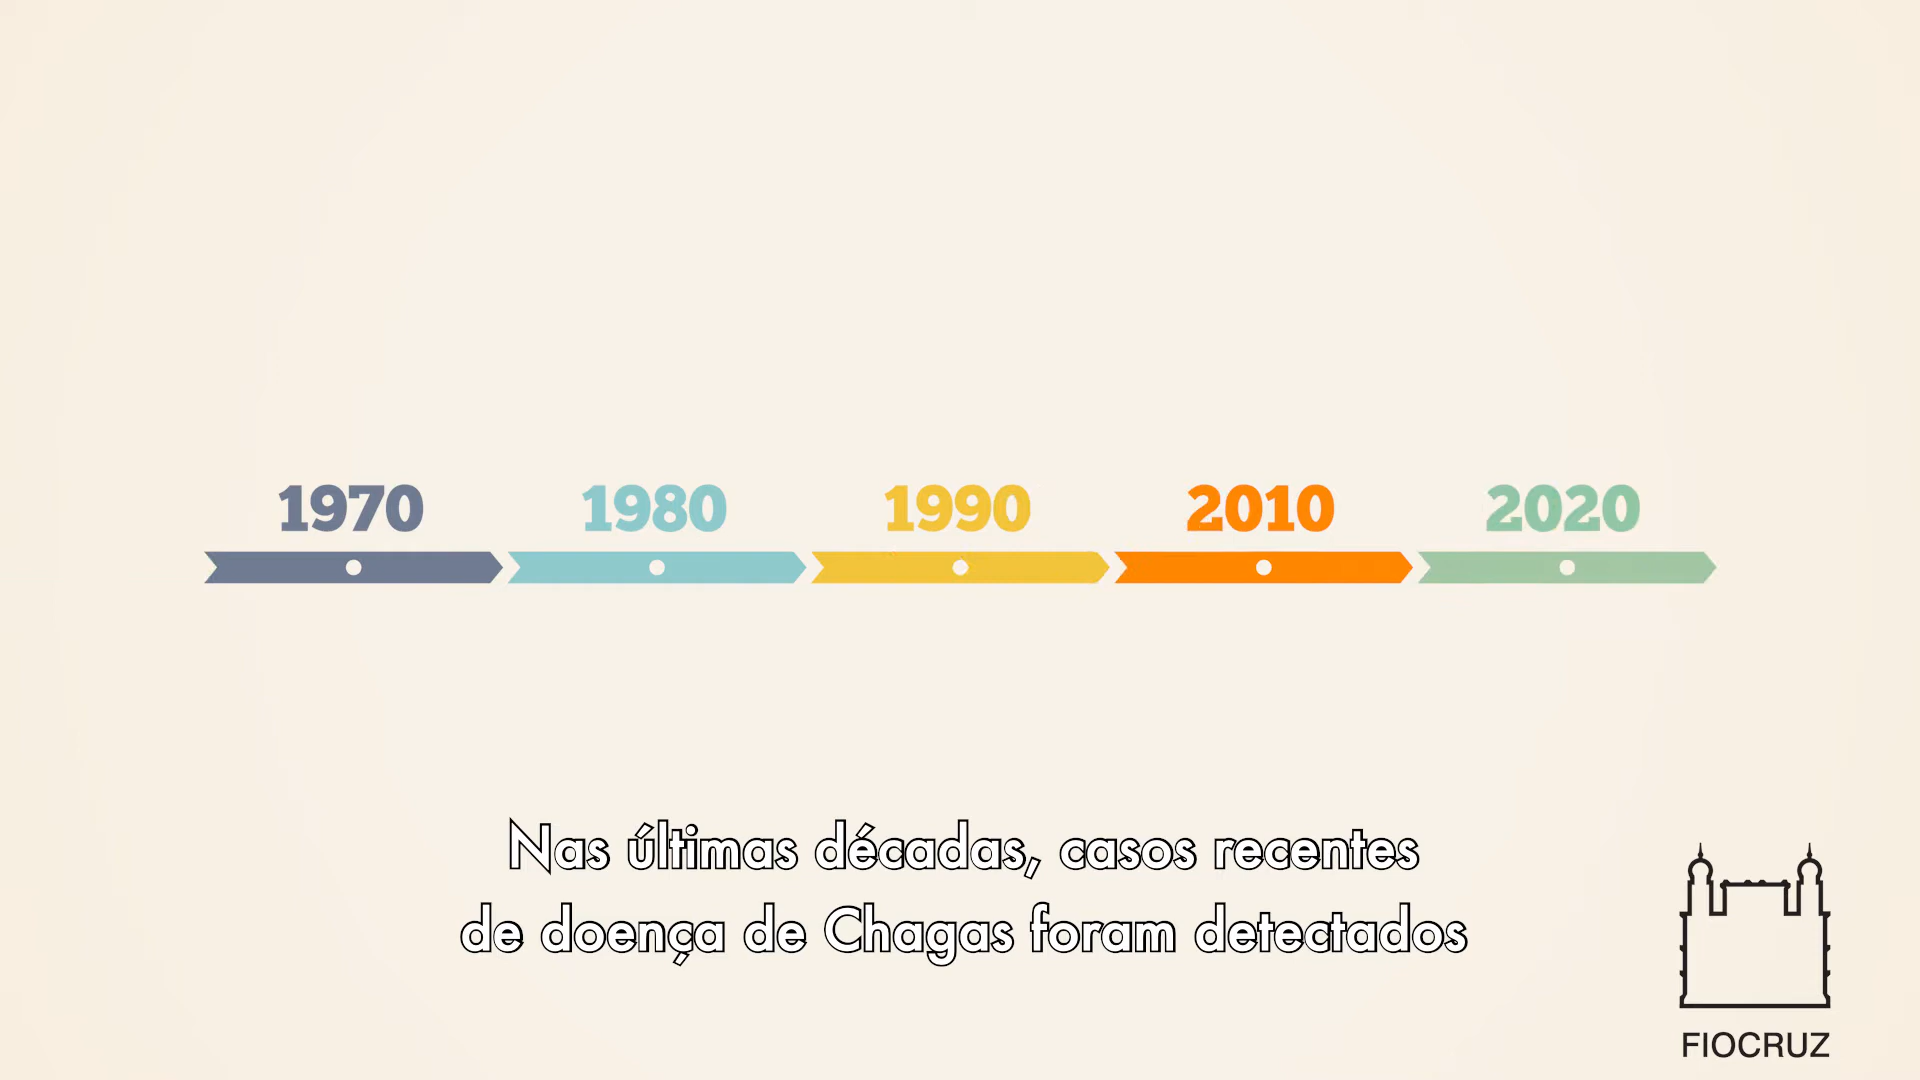 1970 1980 1990 2010 2020
Nas últimas décadas, casos recentes
de doença de Chagas foram detectados
FIOCRUZ